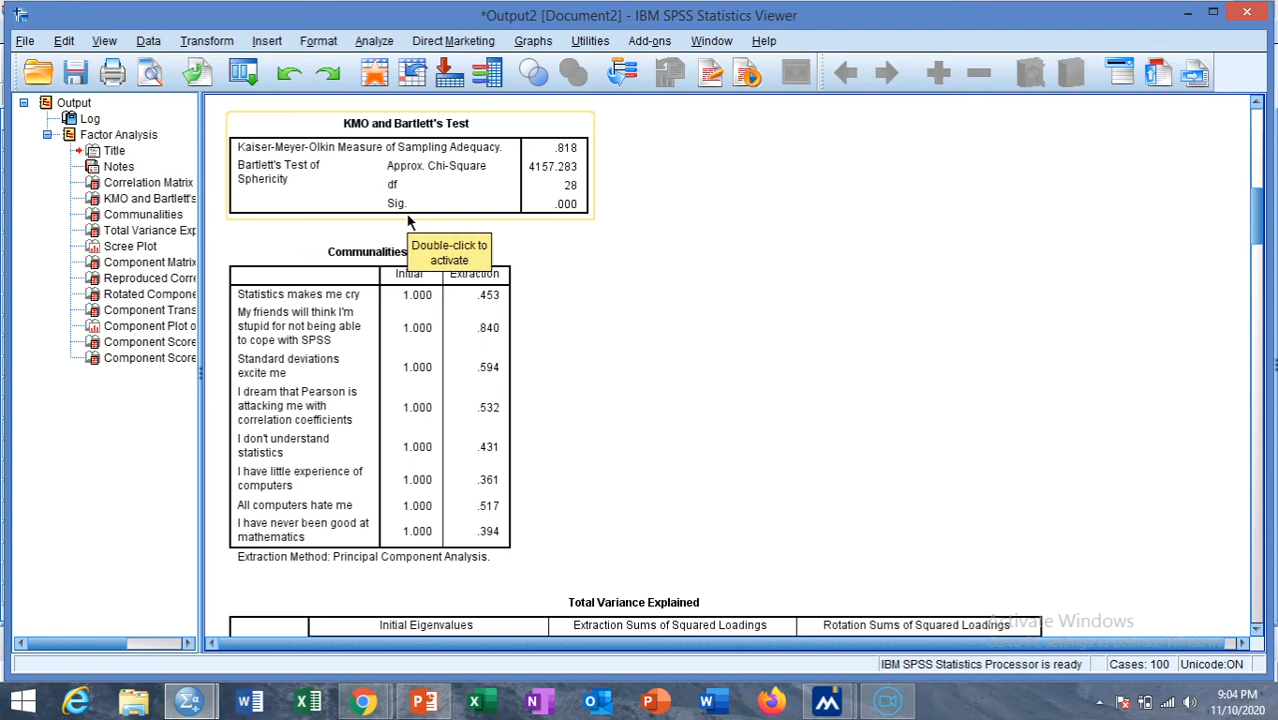 *Output2 [Document2] - IBM SPSS Statistics Viewer
File Edit View Data Transform Insert Format Analyze Direct Marketing Graphs Utilities Add-ons Window Help
Output
Log
Factor Analysis
Title
Notes
Correlation Matrix
KMO and Bartlett's
Communalities
Total Variance Exp
Scree Plot
Component Matrix
Reproduced Corre
Rotated Compone
Component Trans
Component Plot o
Component Score
Component Score
KMO and Bartlett's Test
Kaiser-Meyer-Olkin Measure of Sampling Adequacy. .818
Bartlett's Test of Approx. Chi-Square 4157.283
Sphericity
df 28
Sig. .000
Double-click to
activate
Communalities
Initial Extraction
Statistics makes me cry 1.000 .453
My friends will think I'm
stupid for not being able 1.000 .840
to cope with SPSS
Standard deviations
excite me 1.000 .594
I dream that Pearson is
attacking me with 1.000 .532
correlation coefficients
I don't understand
statistics 1.000 .431
I have little experience of
computers 1.000 .361
All computers hate me 1.000 .517
I have never been good at
mathematics 1.000 .394
Extraction Method: Principal Component Analysis.
Total Variance Explained
Initial Eigenvalues Extraction Sums of Squared Loadings Rotation Sums of Squared Loadings
Activate Windows
IBM SPSS Statistics Processor is ready Cases: 100 Unicode:ON
9:04 PM
11/10/2020